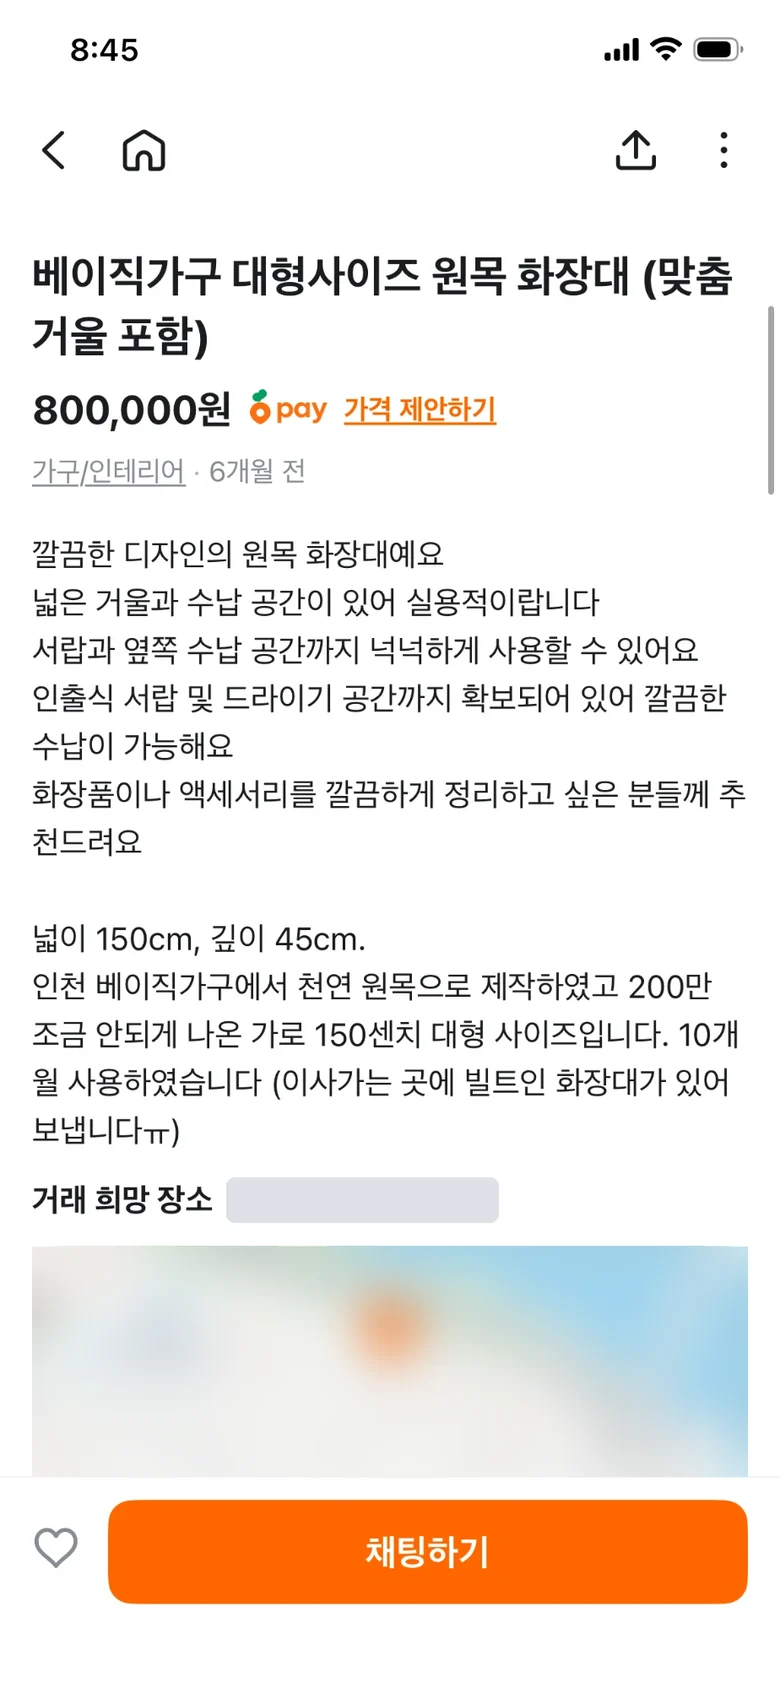 8:45
베이직가구 대형사이즈 원목 화장대 (맞춤
거울 포함)
800,000원 pay 가격 제안하기
가구/인테리어 · 6개월 전
깔끔한 디자인의 원목 화장대예요
넓은 거울과 수납 공간이 있어 실용적이랍니다
서랍과 옆쪽 수납 공간까지 넉넉하게 사용할 수 있어요
인출식 서랍 및 드라이기 공간까지 확보되어 있어 깔끔한
수납이 가능해요
화장품이나 액세서리를 깔끔하게 정리하고 싶은 분들께 추
천드려요
넓이 150cm, 깊이 45cm.
인천 베이직가구에서 천연 원목으로 제작하였고 200만
조금 안되게 나온 가로 150센치 대형 사이즈입니다. 10개
월 사용하였습니다 (이사가는 곳에 빌트인 화장대가 있어
보냅니다ㅠ)
거래 희망 장소
채팅하기